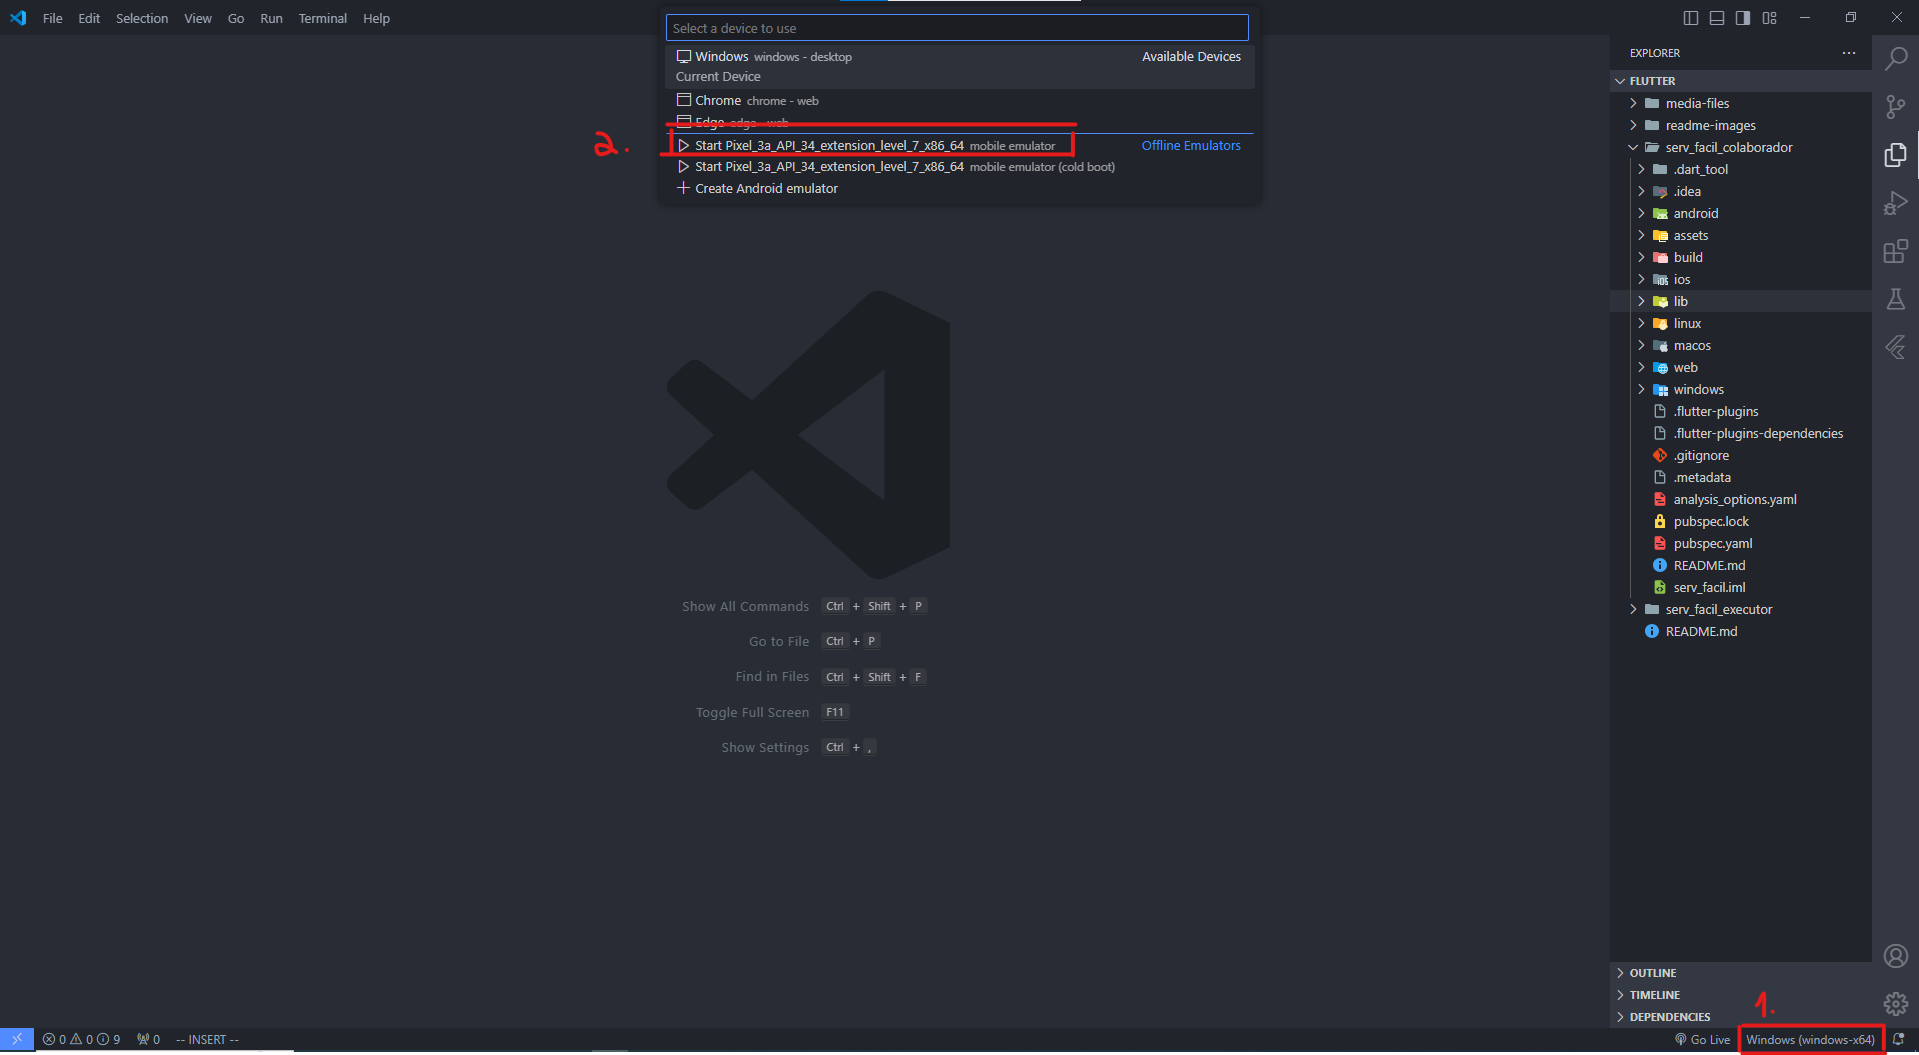 File Edit Selection View Go Run Terminal Help
Select a device to use
Windows windows - desktop Available Devices
Current Device
Chrome chrome - web
Edge edge - web
2. Start Pixel_3a_API_34_extension_level_7_x86_64 mobile emulator Offline Emulators
Start Pixel_3a_API_34_extension_level_7_x86_64 mobile emulator (cold boot)
Create Android emulator
Show All Commands Ctrl + Shift + P
Go to File Ctrl + P
Find in Files Ctrl + Shift + F
Toggle Full Screen F11
Show Settings Ctrl + ,
EXPLORER
FLUTTER
media-files
readme-images
serv_facil_colaborador
.dart_tool
.idea
android
assets
build
ios
lib
linux
macos
web
windows
.flutter-plugins
.flutter-plugins-dependencies
.gitignore
.metadata
analysis_options.yaml
pubspec.lock
pubspec.yaml
README.md
serv_facil.iml
serv_facil_executor
README.md
OUTLINE
TIMELINE
DEPENDENCIES
1.
0 0 9 0 -- INSERT -- Go Live Windows (windows-x64)